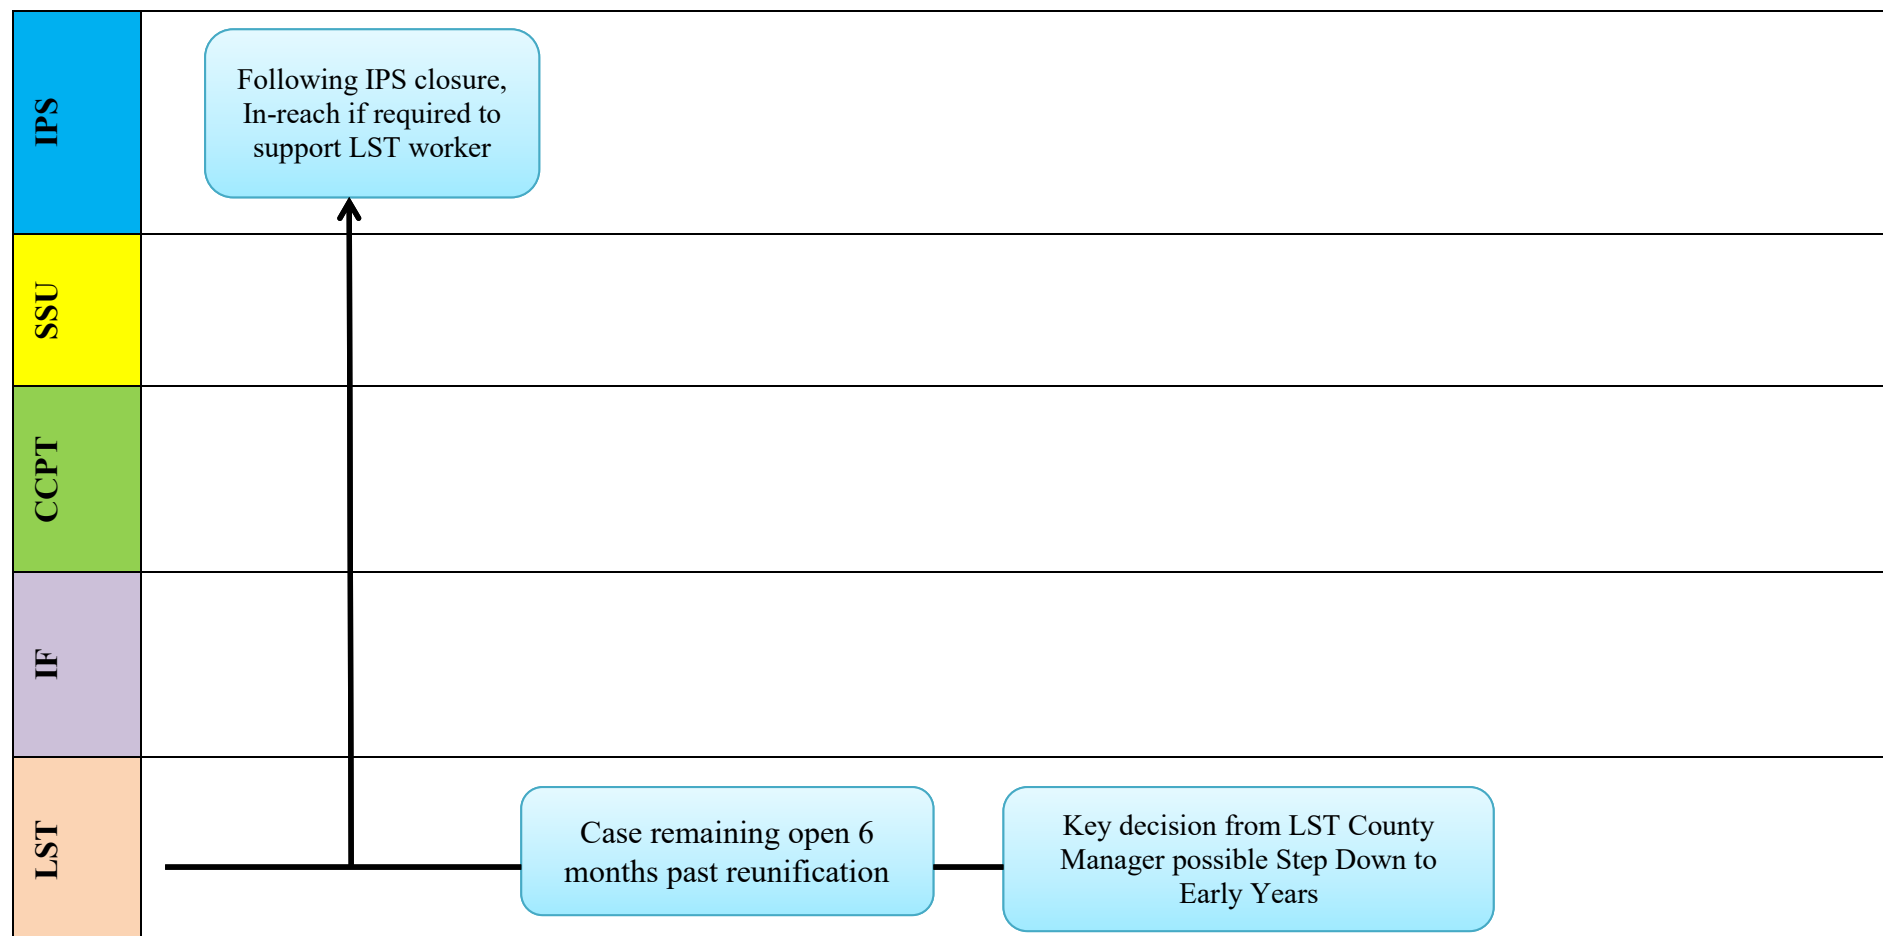 IPS
Following IPS closure,
In-reach if required to
support LST worker
SSU
CCPT
IF
LST
Case remaining open 6
months past reunification
Key decision from LST County
Manager possible Step Down to
Early Years